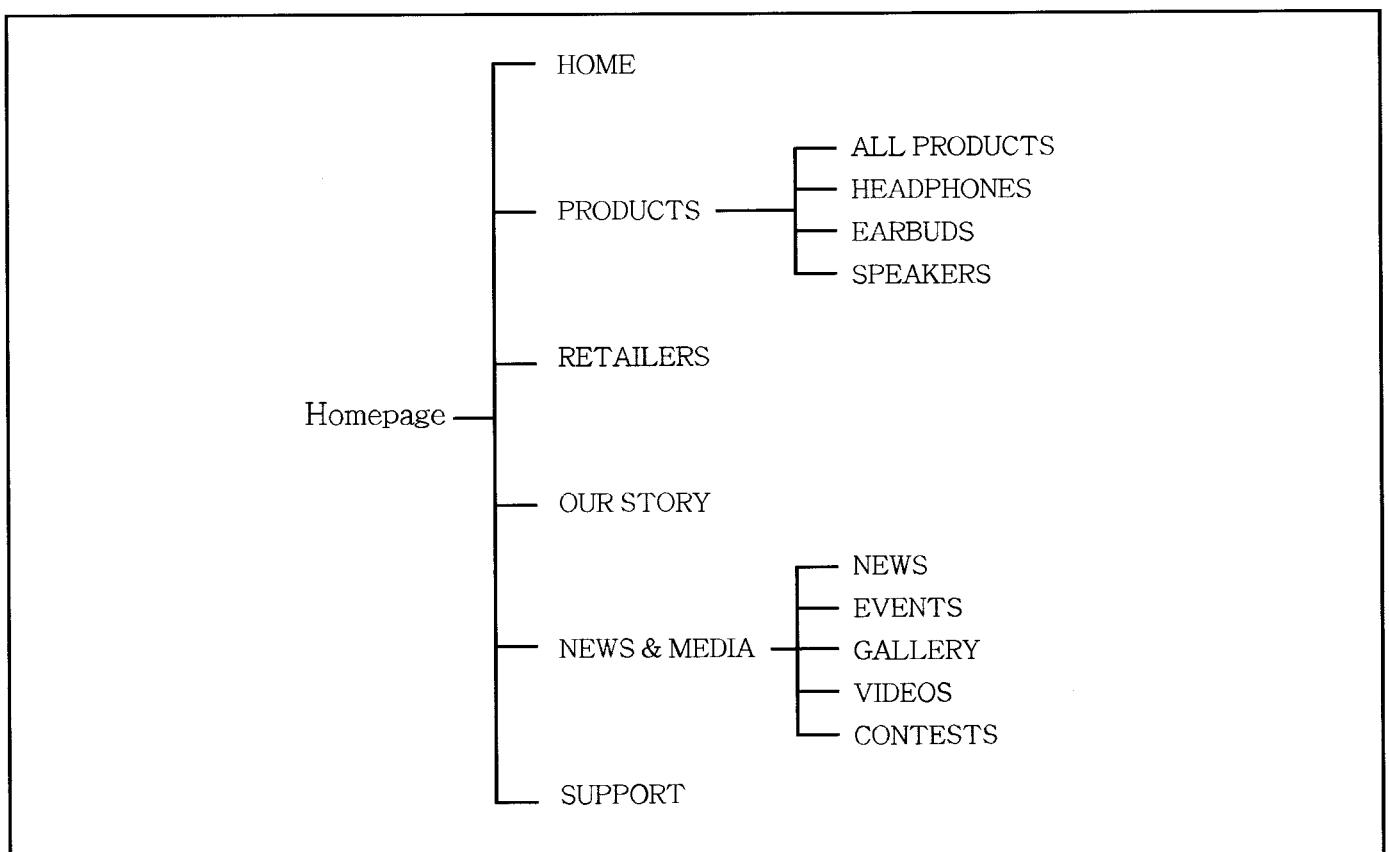 HOME
ALL PRODUCTS
HEADPHONES
PRODUCTS
EARBUDS
SPEAKERS
RETAILERS
Homepage
OUR STORY
NEWS
EVENTS
NEWS & MEDIA
GALLERY
VIDEOS
CONTESTS
SUPPORT